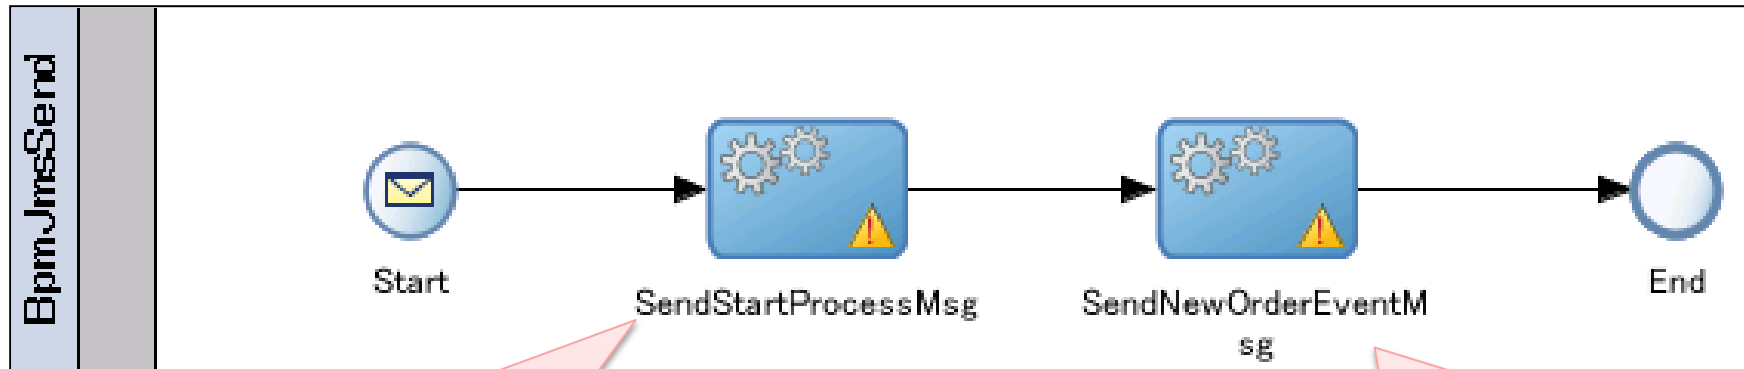 BpmJmsSend
Start
SendStartProcessMsg
SendNewOrderEventM
sg
End